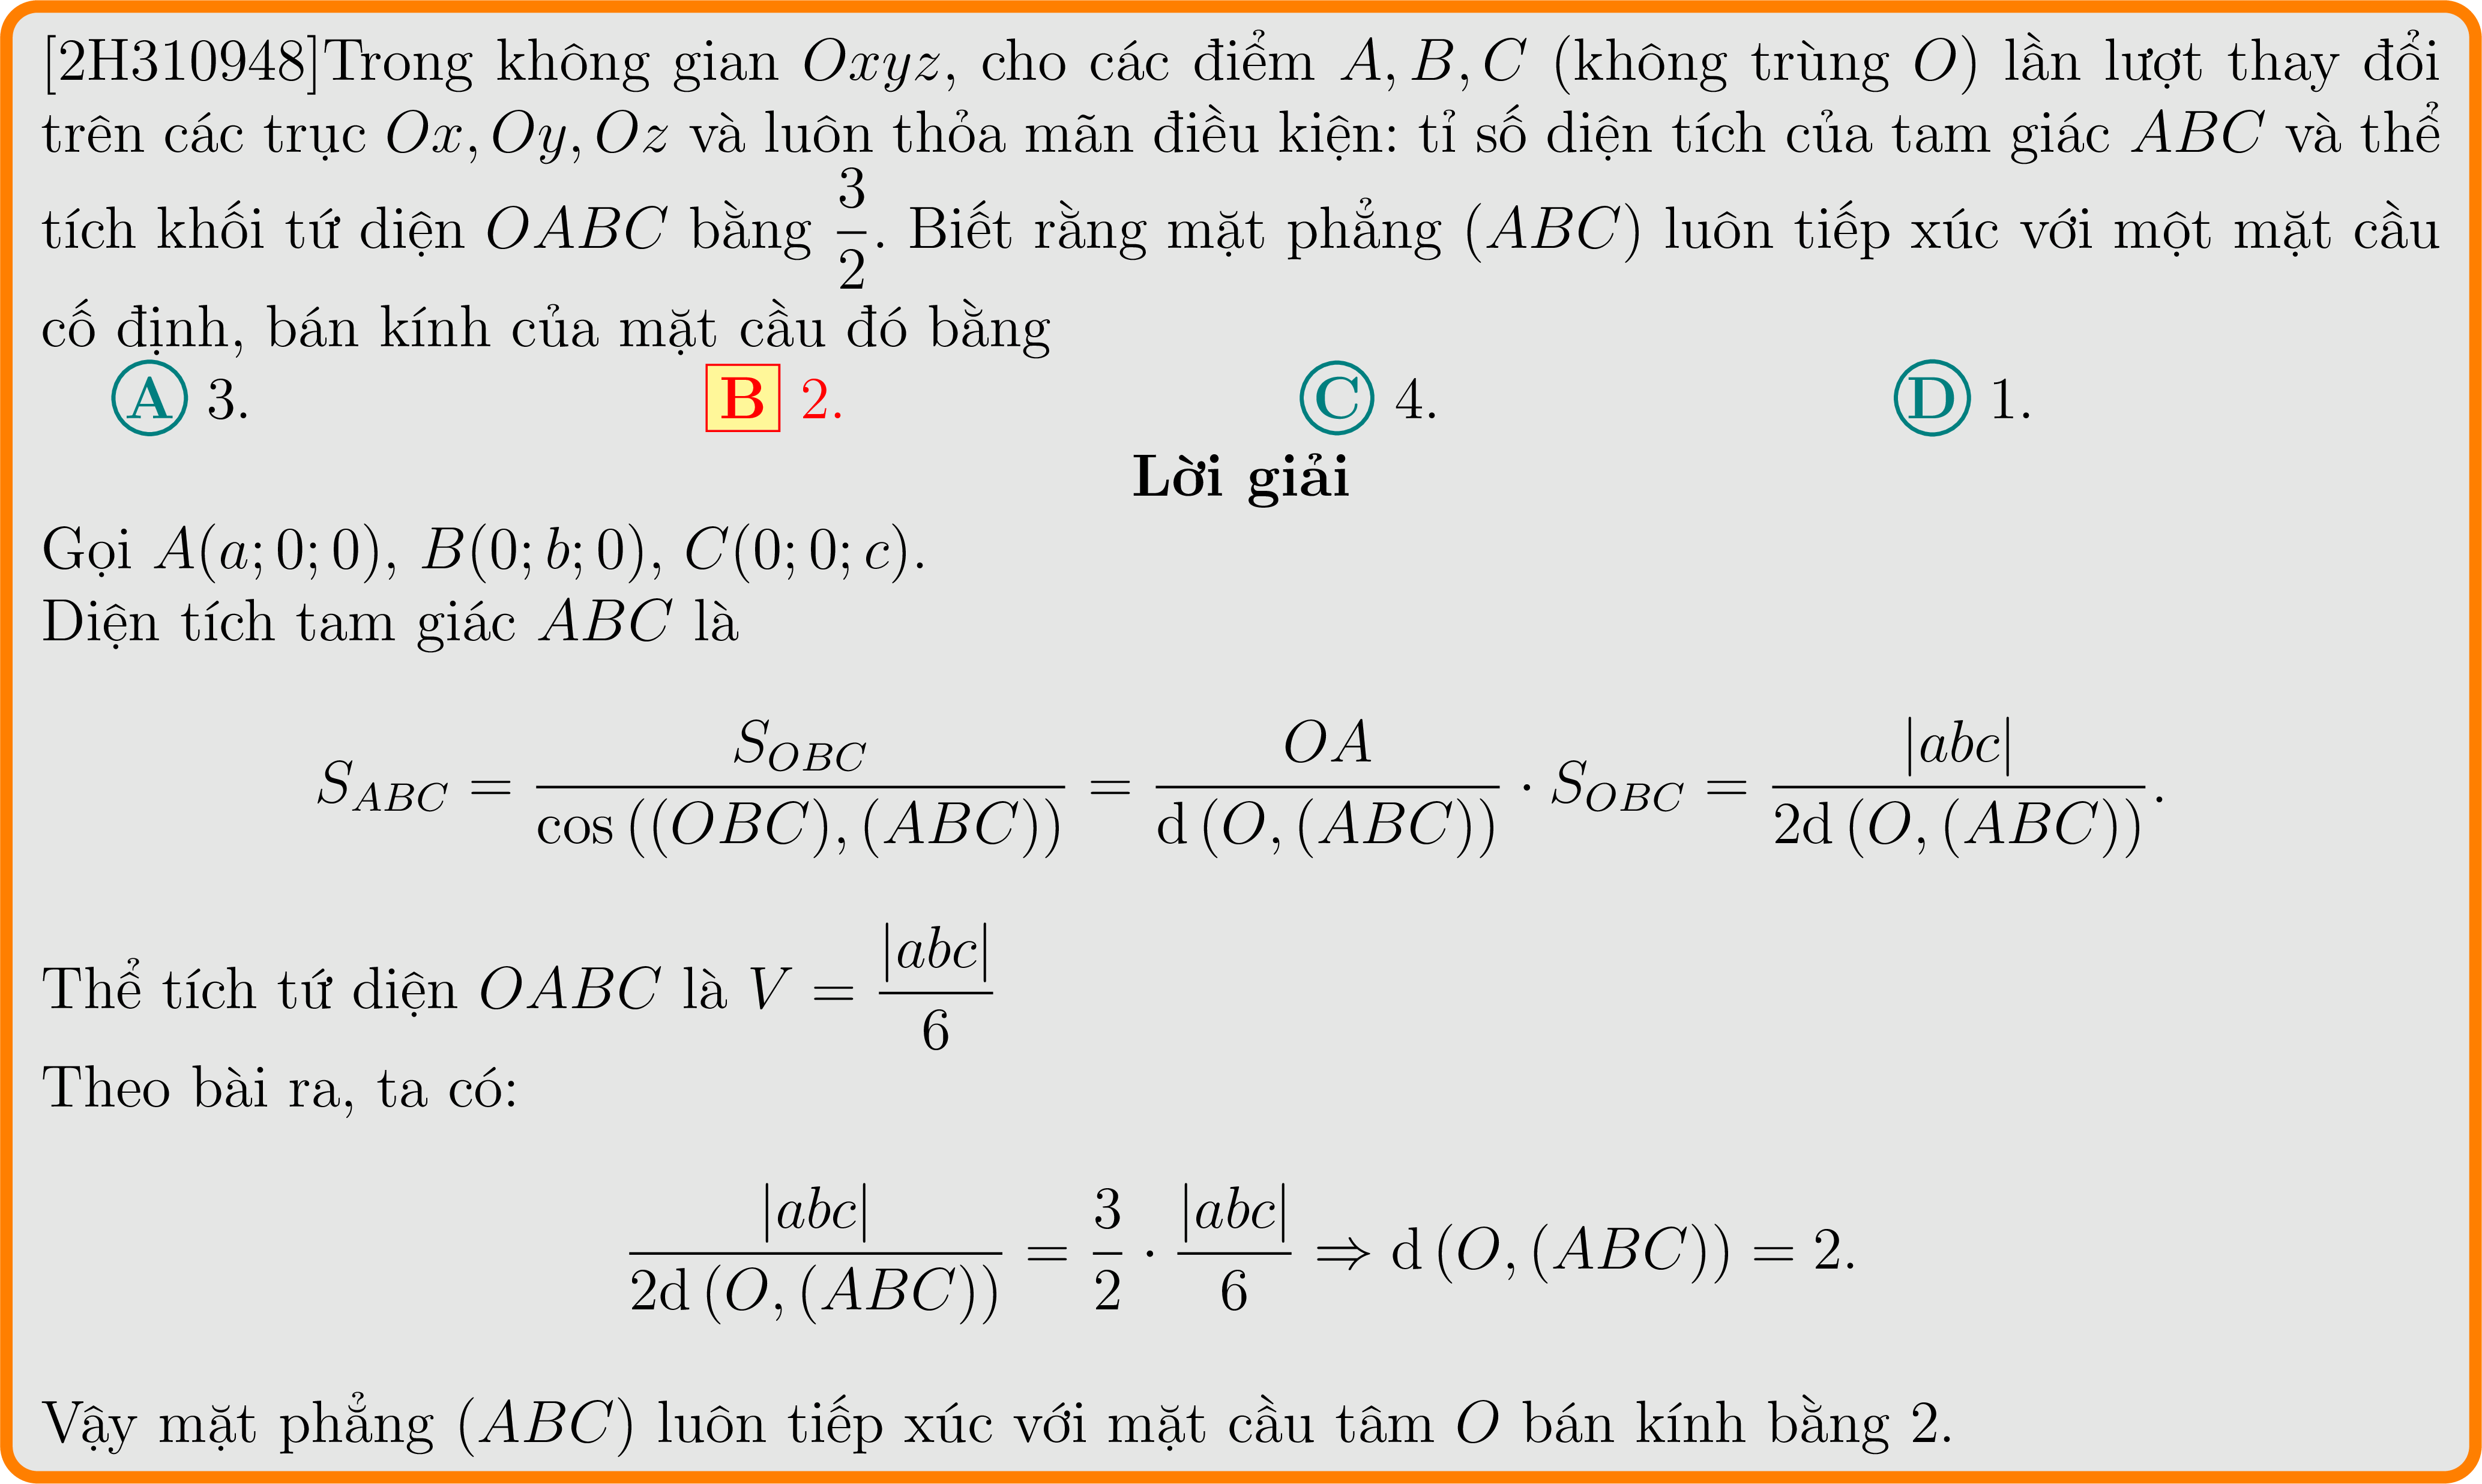 [2H310948]Trong không gian Oxyz, cho các điểm A, B, C (không trùng O) lần lượt thay đổi
trên các trục Ox, Oy, Oz và luôn thỏa mãn điều kiện: tỉ số diện tích của tam giác ABC và thể
tích khối tứ diện OABC bằng \frac{3}{2}. Biết rằng mặt phẳng (ABC) luôn tiếp xúc với một mặt cầu
cố định, bán kính của mặt cầu đó bằng
A 3. B 2. C 4. D 1.
Lời giải
Gọi A(a; 0; 0), B(0; b; 0), C(0; 0; c).
Diện tích tam giác ABC là
S_{ABC} = \frac{S_{OBC}}{\cos((OBC), (ABC))} = \frac{OA}{d(O, (ABC))} \cdot S_{OBC} = \frac{|abc|}{2d(O, (ABC))}.
Thể tích tứ diện OABC là V = \frac{|abc|}{6}
Theo bài ra, ta có:
\frac{|abc|}{2d(O, (ABC))} = \frac{3}{2} \cdot \frac{|abc|}{6} ⇒ d(O, (ABC)) = 2.
Vậy mặt phẳng (ABC) luôn tiếp xúc với mặt cầu tâm O bán kính bằng 2.